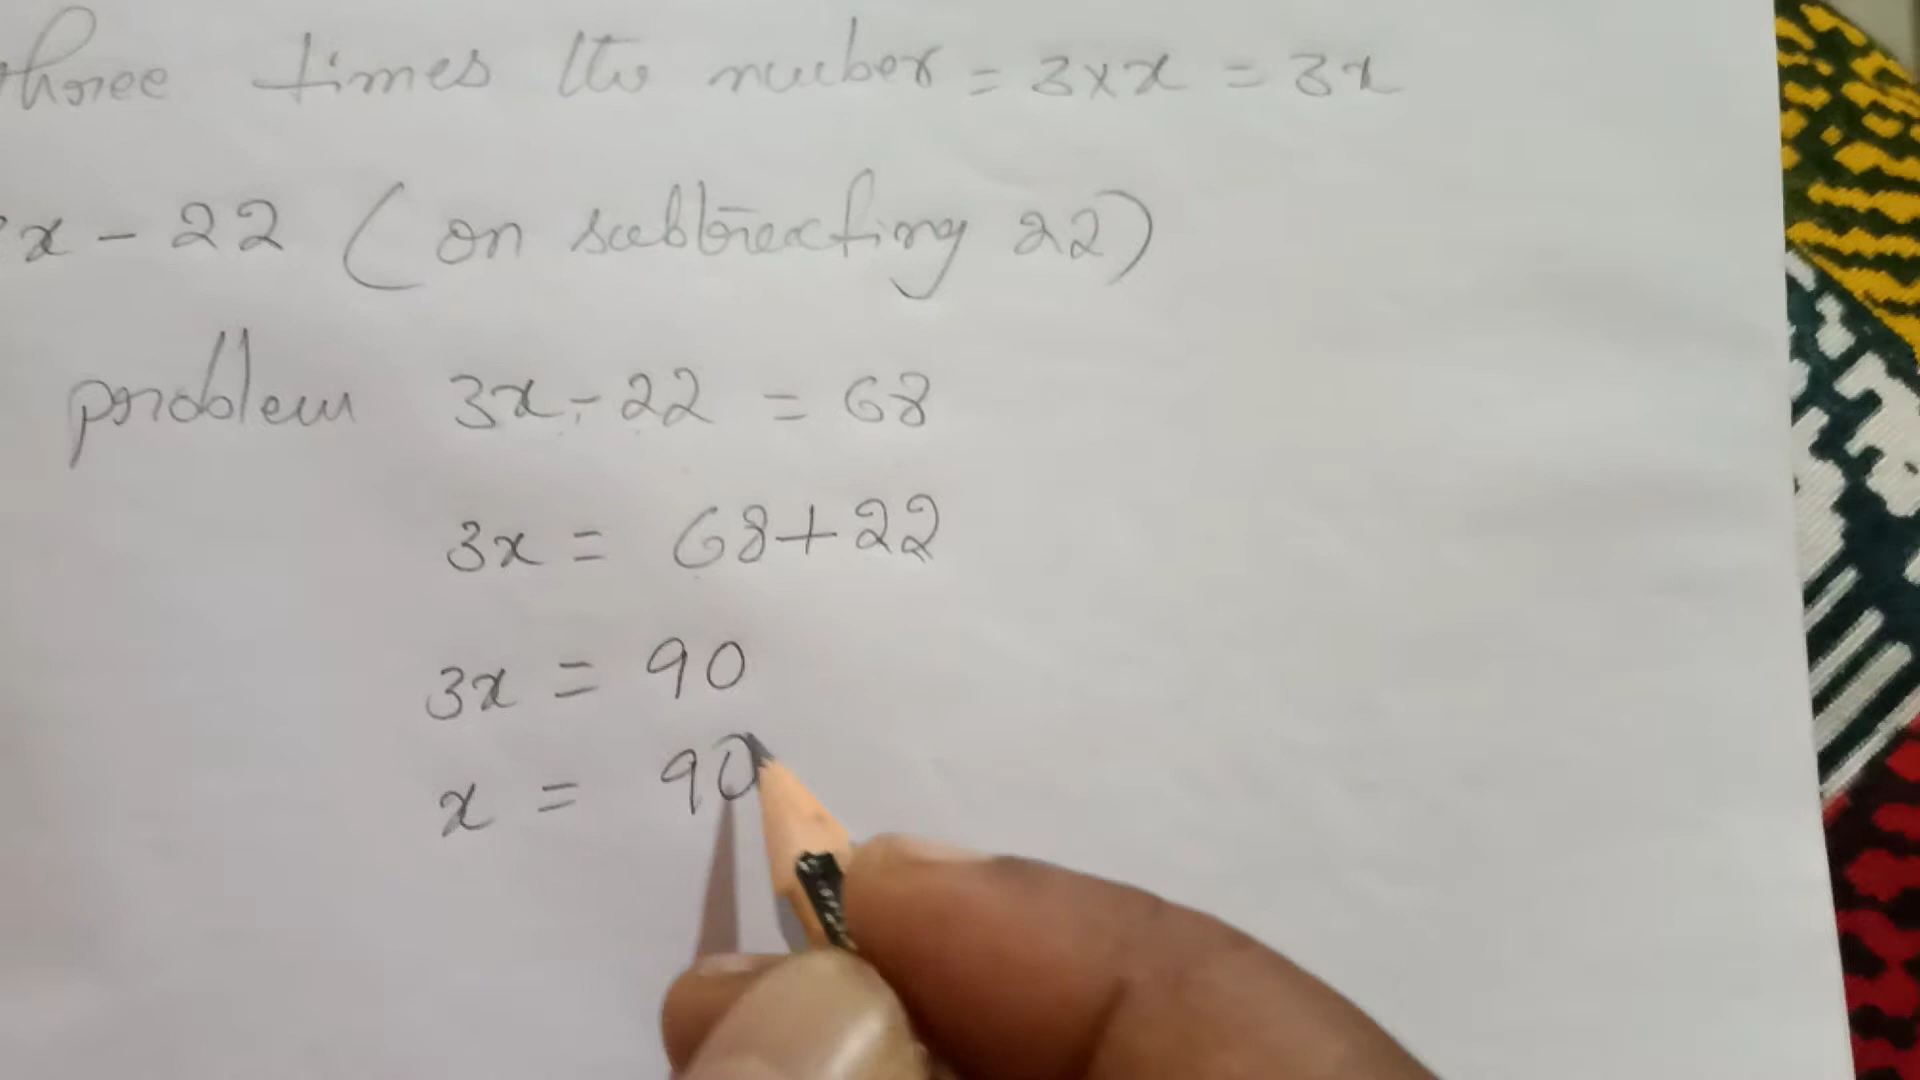 three times the number = 3×x = 3x
x - 22 (on subtracting 22)
problem 3x - 22 = 68
3x = 68+22
3x = 90
x = 90